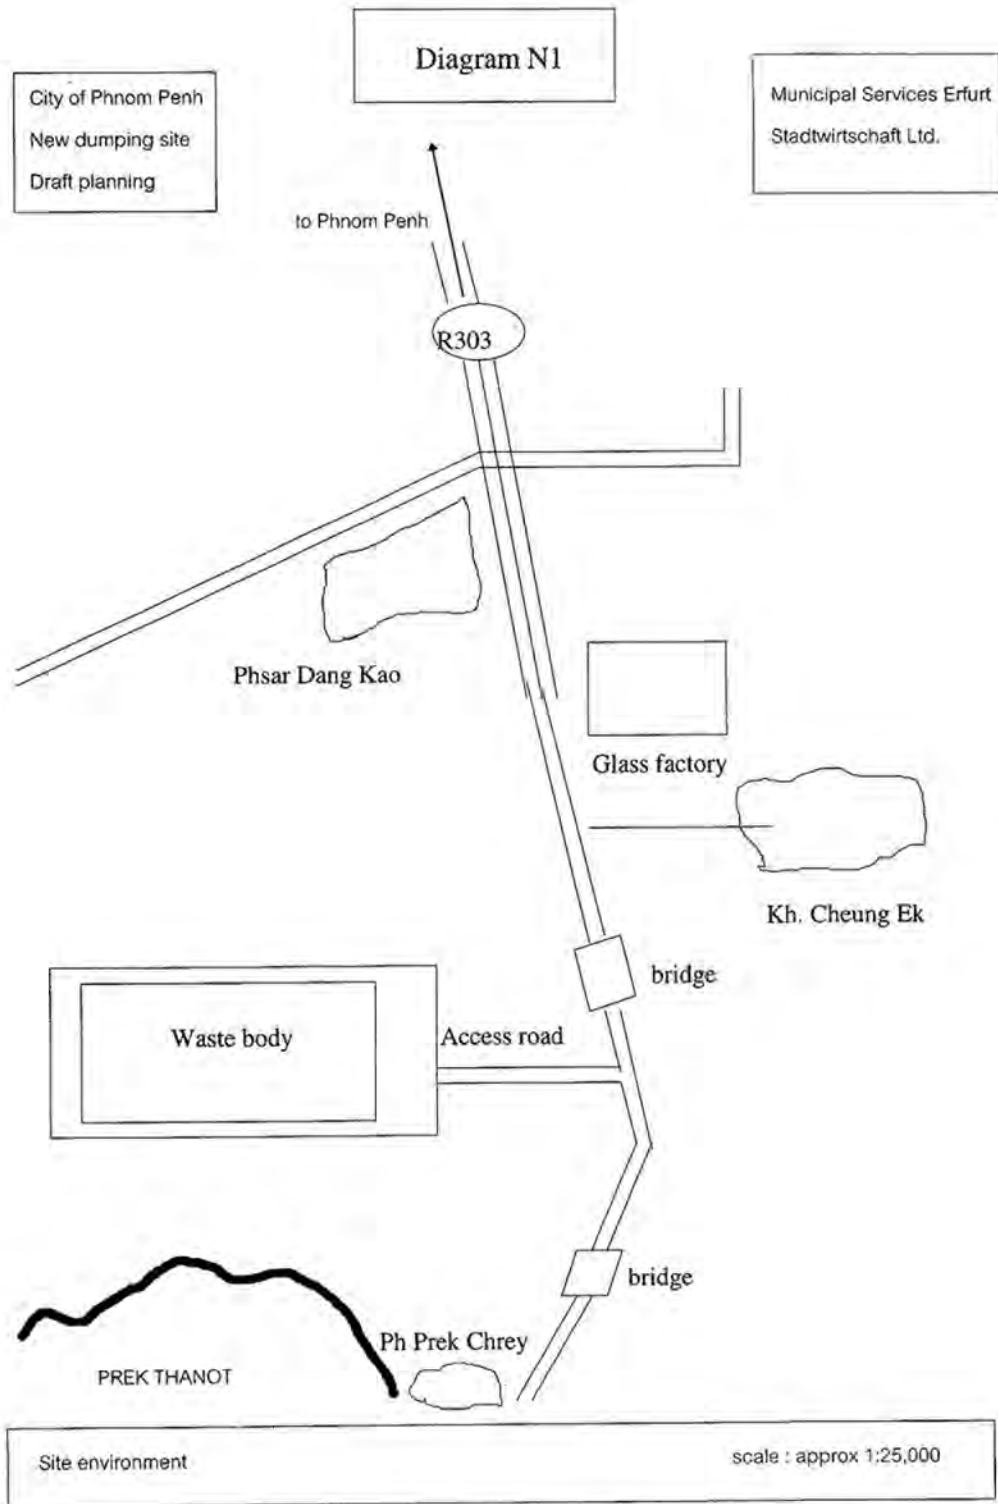 Diagram N1
City of Phnom Penh
New dumping site
Draft planning
Municipal Services Erfurt
Stadtwirtschaft Ltd.
to Phnom Penh
R303
Phsar Dang Kao
Glass factory
Kh. Cheung Ek
bridge
Waste body
Access road
bridge
Ph Prek Chrey
PREK THANOT
Site environment
scale : approx 1:25,000